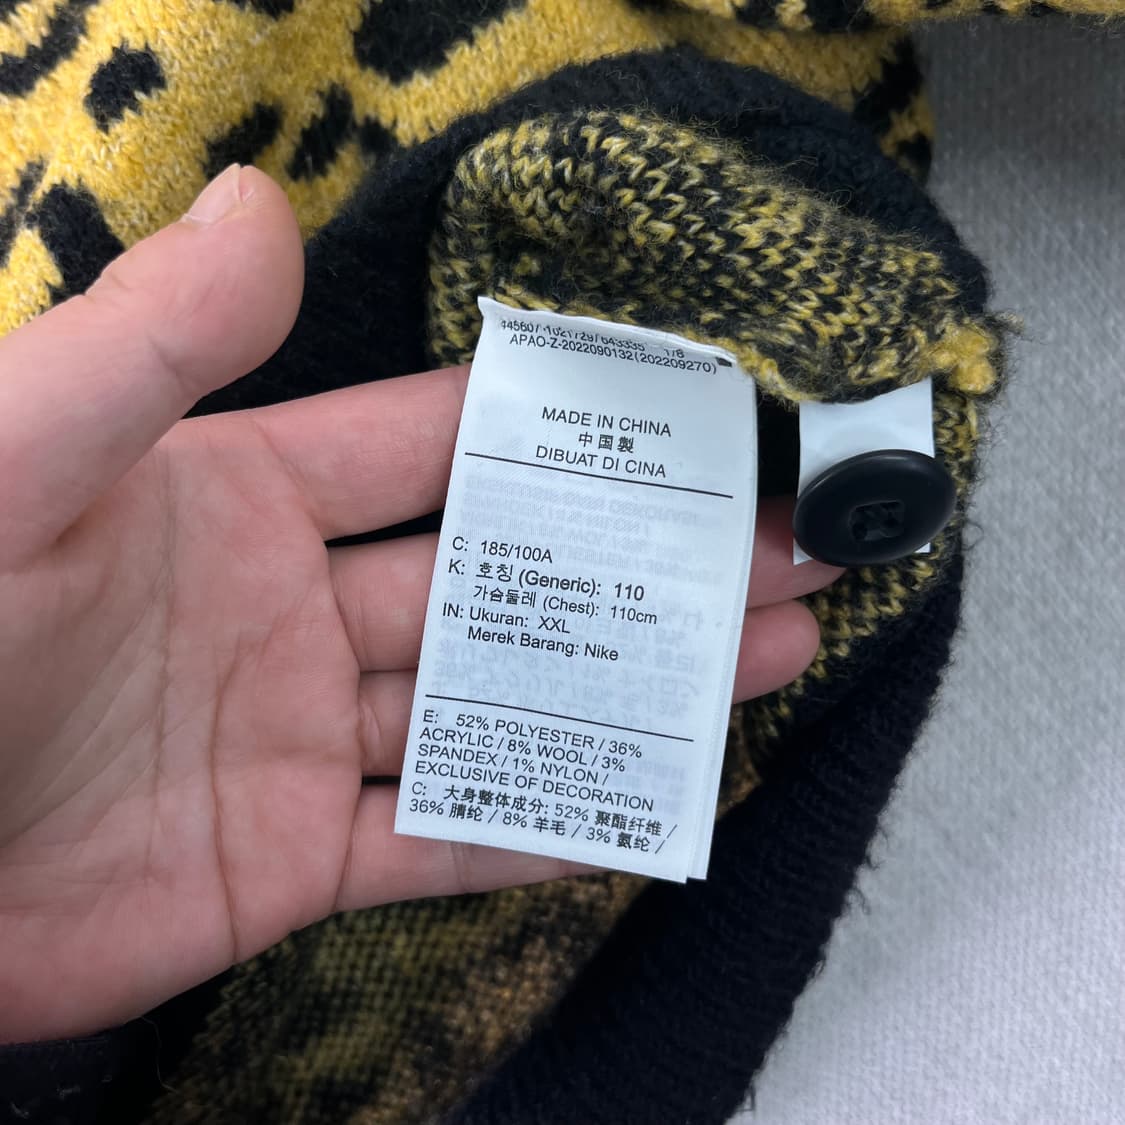 APAO-Z-2022090132(202209270)
MADE IN CHINA
中国製
DIBUAT DI CINA
C: 185/100A
K: 호칭 (Generic): 110
가슴둘레 (Chest): 110cm
IN: Ukuran: XXL
Merek Barang: Nike
E: 52% POLYESTER / 36%
ACRYLIC / 8% WOOL / 3%
SPANDEX / 1% NYLON /
EXCLUSIVE OF DECORATION
C: 大身整体成分: 52% 聚酯纤维 /
36% 腈纶 / 8% 羊毛 / 3% 氨纶 /